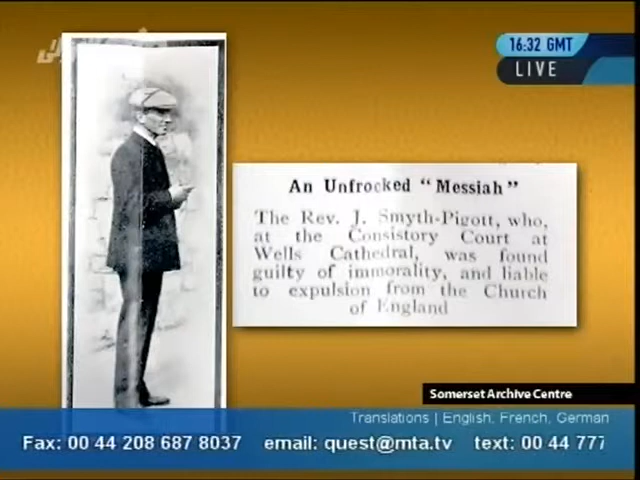 16:32 GMT
LIVE
An Unfrocked "Messiah"
The Rev. J. Smyth-Pigott, who,
at the Consistory Court at
Wells Cathedral, was found
guilty of immorality, and liable
to expulsion from the Church
of England
Somerset Archive Centre
Translations | English, French, German
Fax: 00 44 208 687 8037 email: quest@mta.tv text: 00 44 777